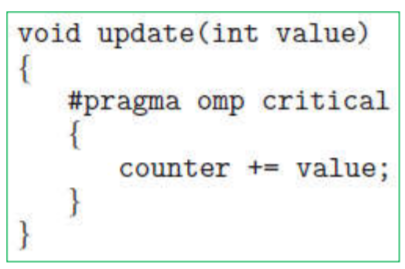 void update(int value)
{
#pragma omp critical
{
counter += value;
}
}